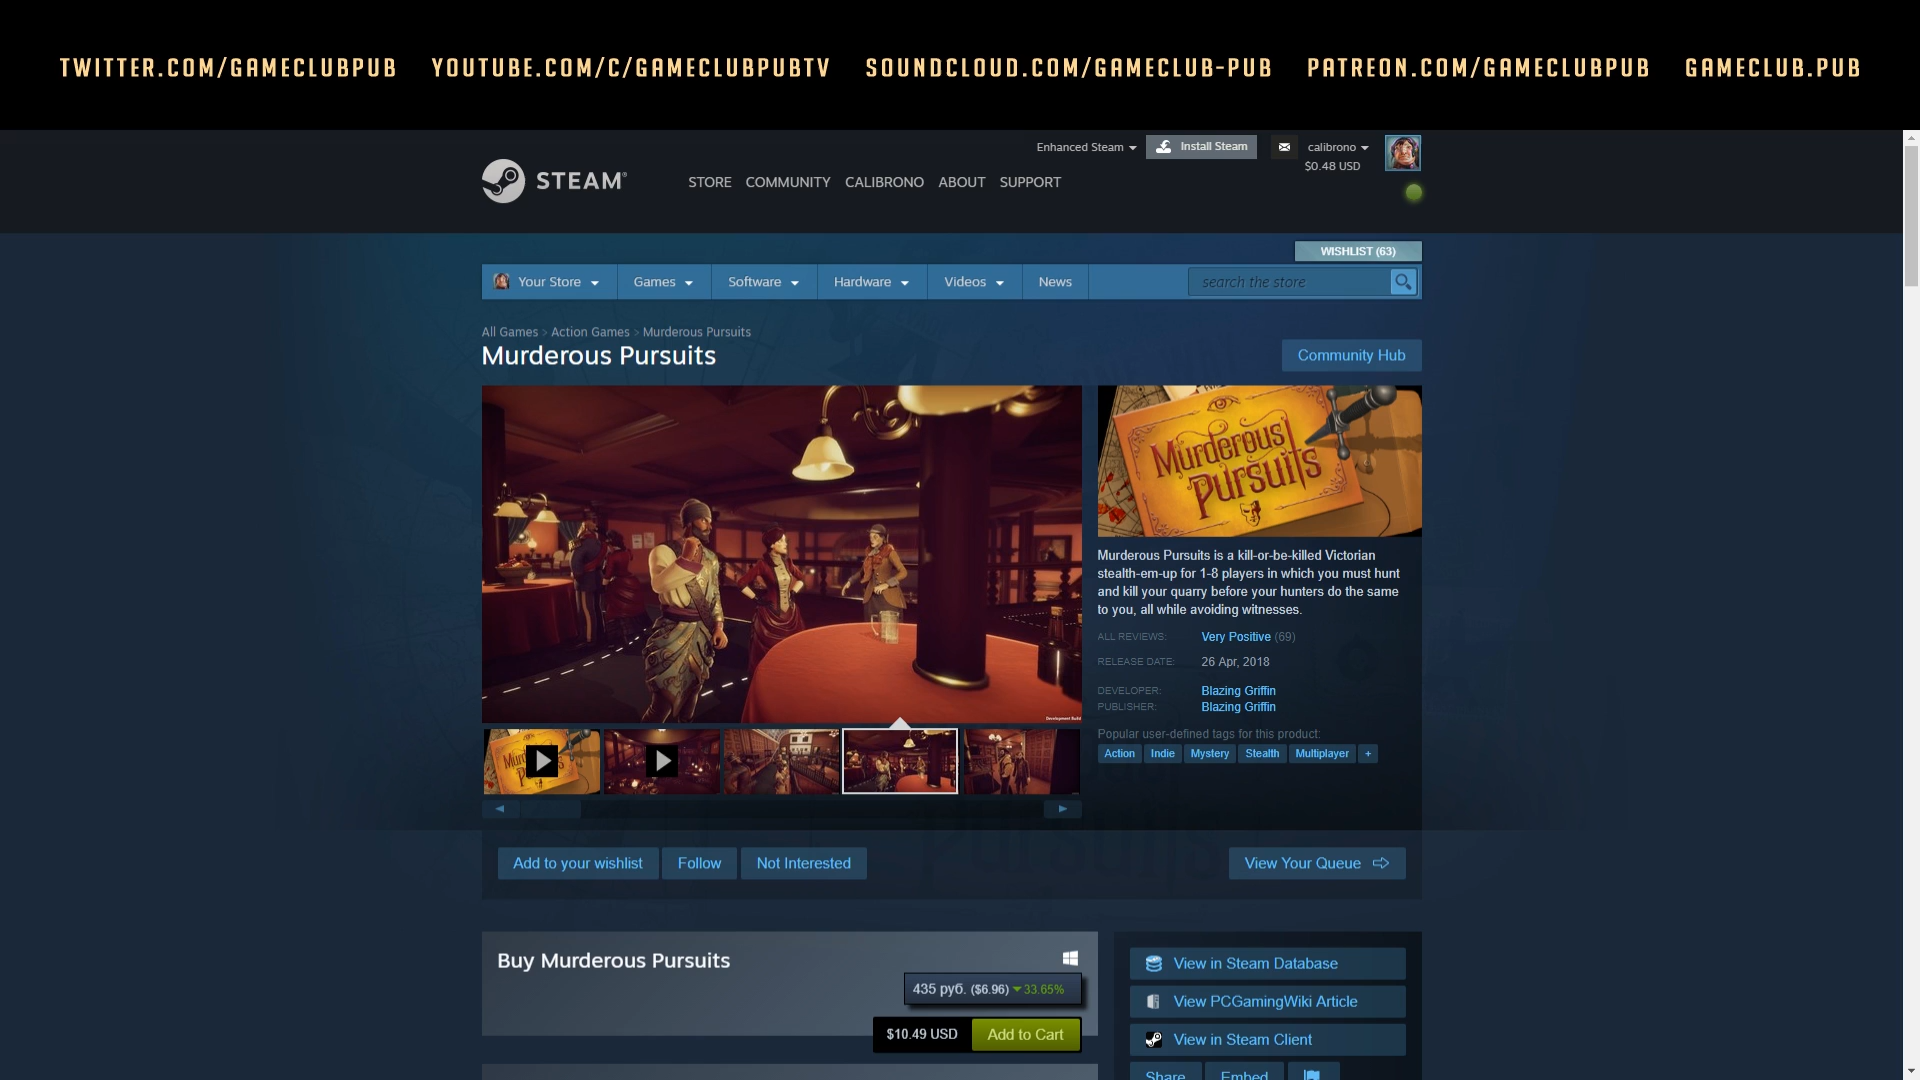 TWITTER.COM/GAMECLUBPUB YOUTUBE.COM/C/GAMECLUBPUBTV SOUNDCLOUD.COM/GAMECLUB-PUB PATREON.COM/GAMECLUBPUB GAMECLUB.PUB
Enhanced Steam Install Steam calibrono
$0.48 USD
STEAM® STORE COMMUNITY CALIBRONO ABOUT SUPPORT
WISHLIST (63)
Your Store Games Software Hardware Videos News search the store
All Games > Action Games > Murderous Pursuits
Murderous Pursuits
Community Hub
Murderous
Pursuits
Murderous Pursuits is a kill-or-be-killed Victorian
stealth-em-up for 1-8 players in which you must hunt
and kill your quarry before your hunters do the same
to you, all while avoiding witnesses.
ALL REVIEWS: Very Positive (69)
RELEASE DATE: 26 Apr, 2018
DEVELOPER: Blazing Griffin
PUBLISHER: Blazing Griffin
Development Build
Popular user-defined tags for this product:
Action Indie Mystery Stealth Multiplayer +
Add to your wishlist Follow Not Interested View Your Queue
Buy Murderous Pursuits
435 руб. ($6.96) 33.65%
$10.49 USD Add to Cart
View in Steam Database
View PCGamingWiki Article
View in Steam Client
Share Embed